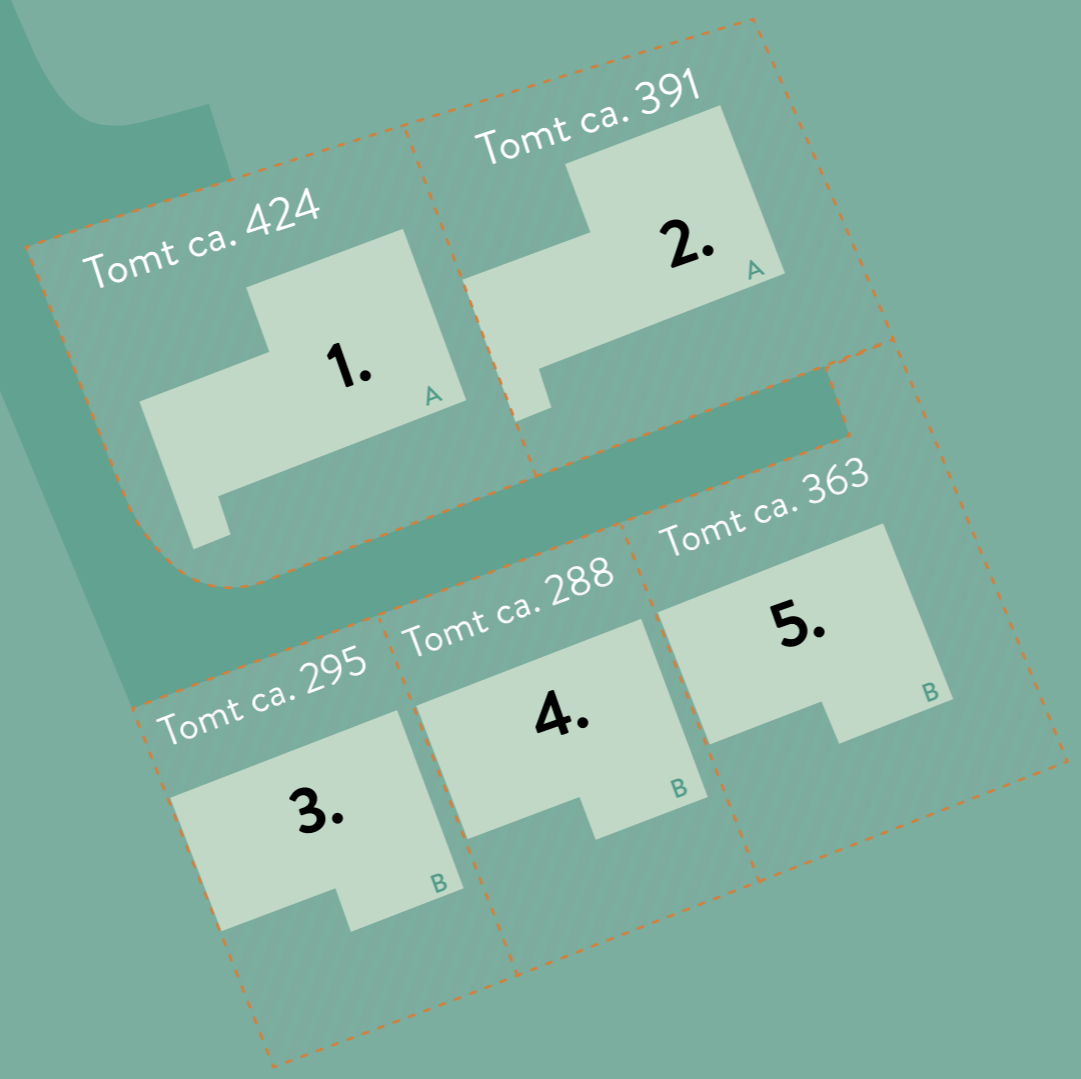 Tomt ca. 424
1.
A
Tomt ca. 391
2.
A
Tomt ca. 295
3.
B
Tomt ca. 288
4.
B
Tomt ca. 363
5.
B